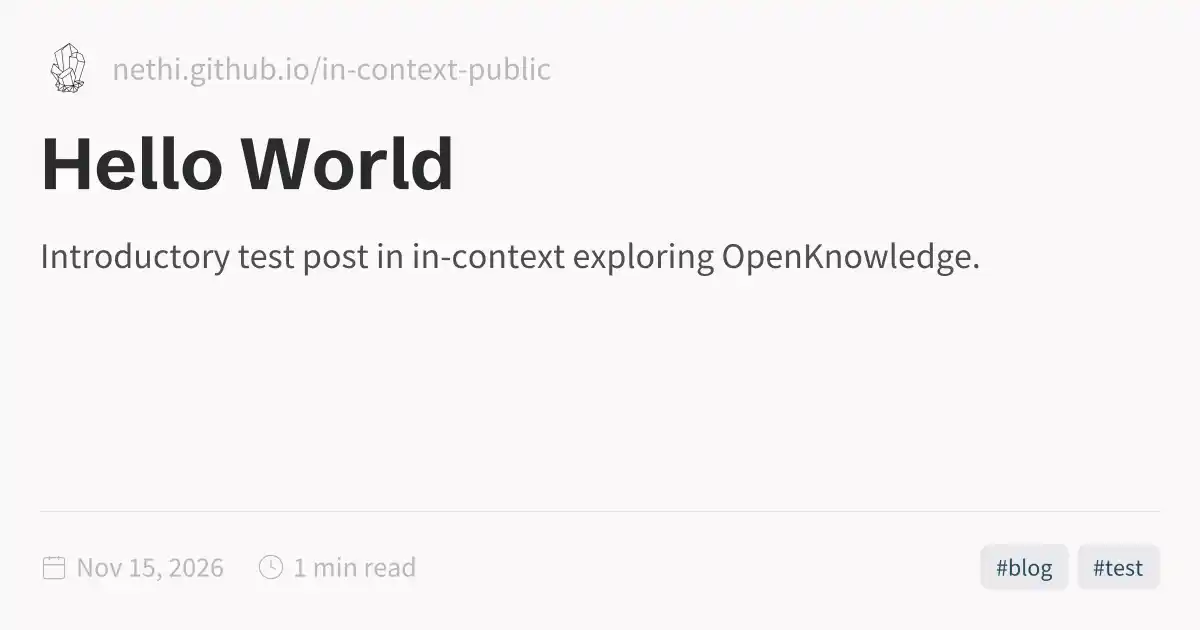 nethi.github.io/in-context-public
Hello World
Introductory test post in in-context exploring OpenKnowledge.
Nov 15, 2026 1 min read #blog #test